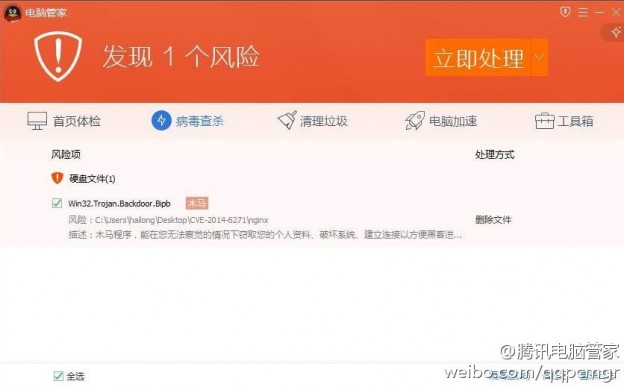 电脑管家
发现 1 个风险
立即处理
首页体检
病毒查杀
清理垃圾
电脑加速
工具箱
风险项
处理方式
硬盘文件(1)
Win32.Trojan.Backdoor.Bipb 木马
风险：C:\Users\hailong\Desktop\CVE-2014-6271\nginx
删除文件
描述：木马程序，能在您无法察觉的情况下窃取您的个人资料、破坏系统、建立连接以方便黑客进...
全选
@腾讯电脑管家
weibo.com/qqpcmgr